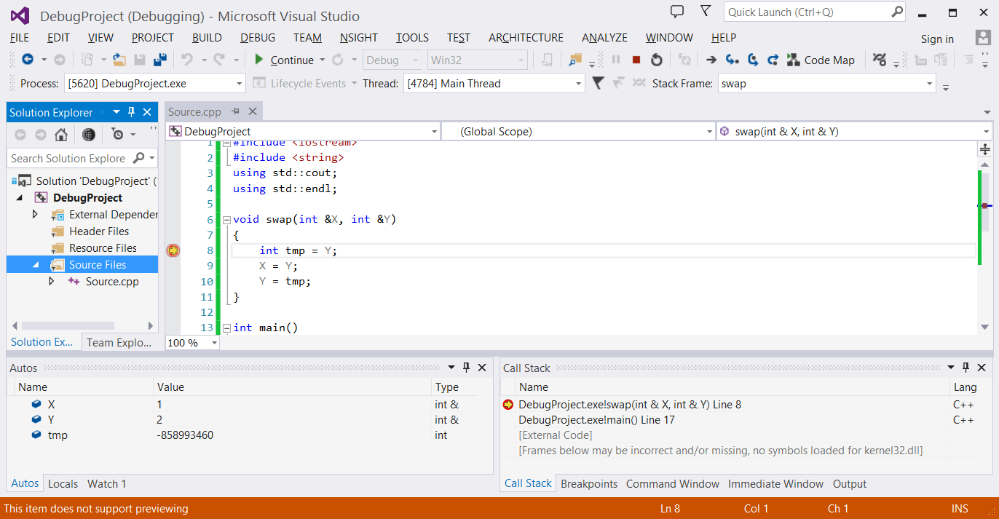 DebugProject (Debugging) - Microsoft Visual Studio
Quick Launch (Ctrl+Q)
FILE EDIT VIEW PROJECT BUILD DEBUG TEAM NSIGHT TOOLS TEST ARCHITECTURE ANALYZE WINDOW HELP Sign in
Continue Debug Win32 Code Map
Process: [5620] DebugProject.exe Lifecycle Events Thread: [4784] Main Thread Stack Frame: swap
Solution Explorer
Search Solution Explore
Solution 'DebugProject' (
DebugProject
External Depender
Header Files
Resource Files
Source Files
Source.cpp
Solution Ex... Team Explo...
Source.cpp
DebugProject (Global Scope) swap(int & X, int & Y)
1 #include <iostream>
2 #include <string>
3 using std::cout;
4 using std::endl;
5
6 void swap(int &X, int &Y)
7 {
8 int tmp = Y;
9 X = Y;
10 Y = tmp;
11 }
12
13 int main()
100 %
Autos
Name Value Type
X 1 int &
Y 2 int &
tmp -858993460 int
Autos Locals Watch 1
Call Stack
Name Lang
DebugProject.exe!swap(int & X, int & Y) Line 8 C++
DebugProject.exe!main() Line 17 C++
[External Code]
[Frames below may be incorrect and/or missing, no symbols loaded for kernel32.dll]
Call Stack Breakpoints Command Window Immediate Window Output
This item does not support previewing Ln 8 Col 1 Ch 1 INS